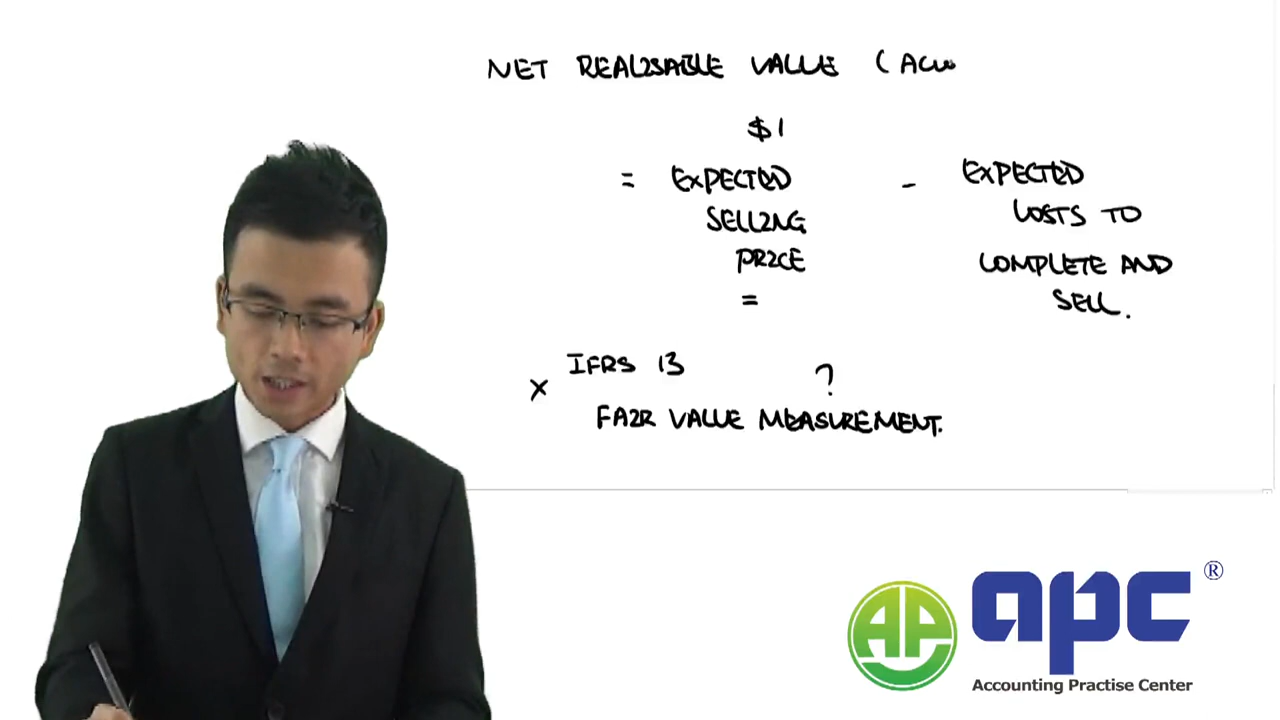 NET REALISABLE VALUE (Acc
$1
= EXPECTED - EXPECTED
SELLING COSTS TO
PRICE COMPLETE AND
= SELL.
x IFRS 13 ?
FAIR VALUE MEASUREMENT.
AP apc ®
Accounting Practise Center